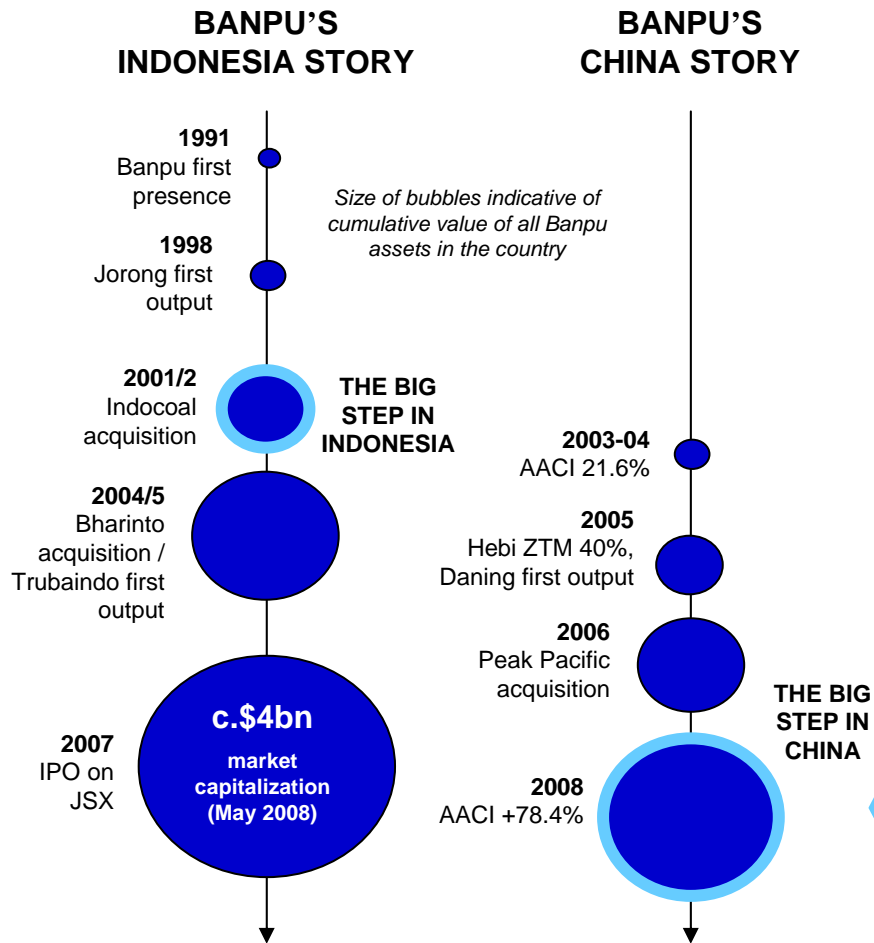 BANPU'S
INDONESIA STORY
1991
Banpu first
presence
Size of bubbles indicative of
cumulative value of all Banpu
assets in the country
1998
Jorong first
output
2001/2
Indocoal
acquisition
THE BIG
STEP IN
INDONESIA
2004/5
Bharinto
acquisition /
Trubaindo first
output
2007
IPO on
JSX
c.$4bn
market
capitalization
(May 2008)
BANPU'S
CHINA STORY
2003-04
AACI 21.6%
2005
Hebi ZTM 40%,
Daning first output
2006
Peak Pacific
acquisition
THE BIG
STEP IN
CHINA
2008
AACI +78.4%